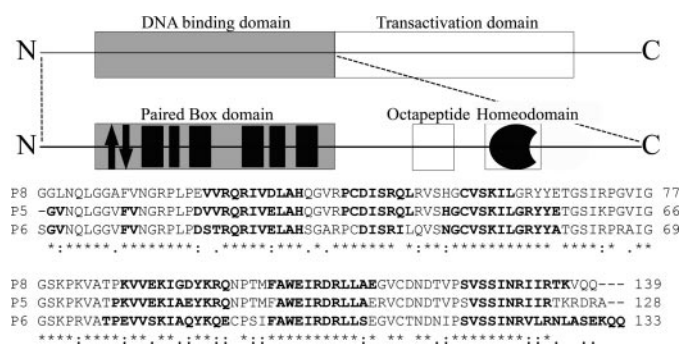 DNA binding domain Transactivation domain
N C
Paired Box domain Octapeptide Homeodomain
N C
P8 GGLNQLGGAFVNGRPLPEVVRQRIVDLAHQGVRPCDISRQLRVSHGCVSKILGRYYETGSIRPGVIG 77
P5 -GVNQLGGVFVNGRPLPDVVRQRIVELAHQGVRPCDISRQLRVSHGCVSKILGRYYETGSIKPGVIG 66
P6 SGVNQLGGVFVNGRPLPDSTRQRIVELAHSGARPCDISRILQVSNGCVSKILGRYYATGSIRPRAIG 69
P8 GSKPKVATPKVVEKIGDYKRQNPTMFAWEIRDRLLAEGVCDNDTVPSVSSINRIIRTKVQQ--- 139
P5 GSKPKVATPKVVEKIAEYKRQNPTMFAWEIRDRLLAERVCDNDTVPSVSSINRIIRTKRDRA-- 128
P6 GSKPRVATPEVVSKIAQYKQECPSIFAWEIRDRLLSEGVCTNDNIPSVSSINRVLRNLASEKQQ 133